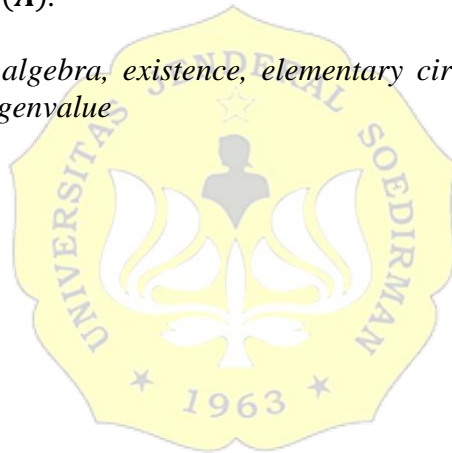 (A).
algebra, existence, elementary cir
genvalue
UNIVERSITAS JENDERAL SOEDIRMAN
★ 1963 ★